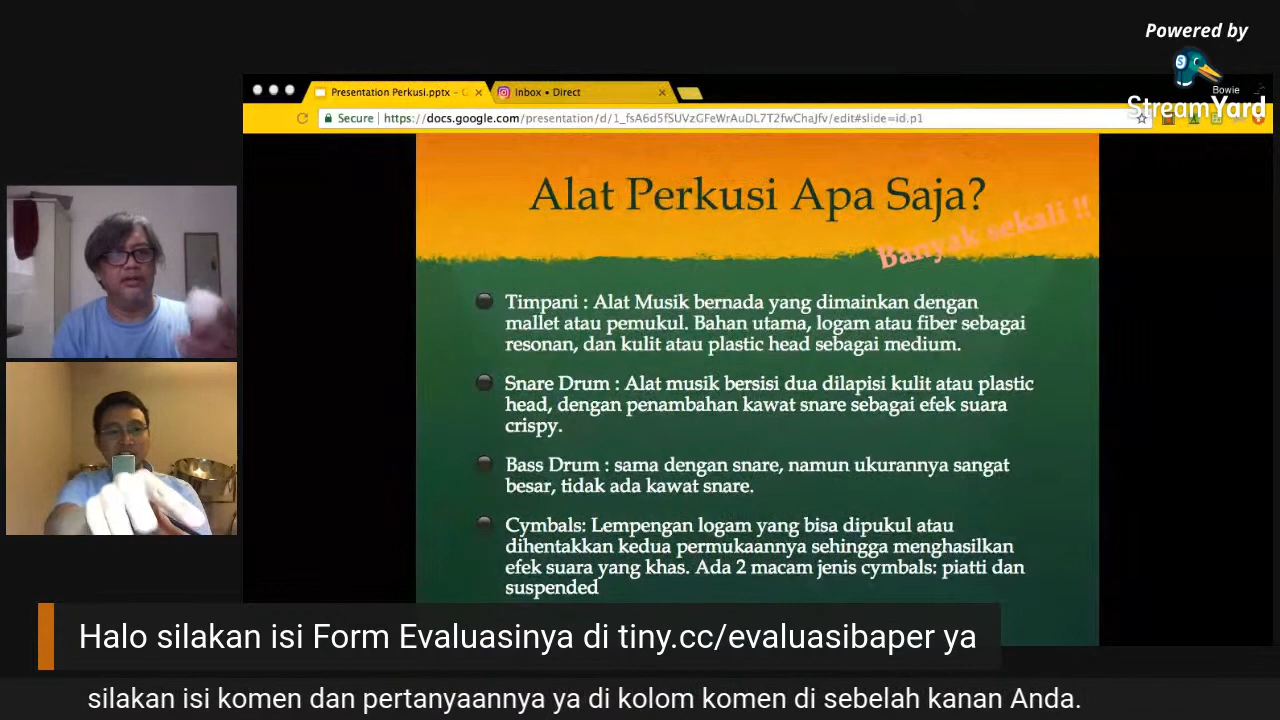 Powered by
Bowie
StreamYard
Presentation Perkusi.pptx -
Inbox • Direct
Secure
https://docs.google.com/presentation/d/1_fsA6d5fSUVzGFeWrAuDL7T2fwChaJfv/edit#slide=id.p1
Alat Perkusi Apa Saja?
Banyak sekali !!
Timpani : Alat Musik bernada yang dimainkan dengan
mallet atau pemukul. Bahan utama, logam atau fiber sebagai
resonan, dan kulit atau plastic head sebagai medium.
Snare Drum : Alat musik bersisi dua dilapisi kulit atau plastic
head, dengan penambahan kawat snare sebagai efek suara
crispy.
Bass Drum : sama dengan snare, namun ukurannya sangat
besar, tidak ada kawat snare.
Cymbals: Lempengan logam yang bisa dipukul atau
dihentakkan kedua permukaannya sehingga menghasilkan
efek suara yang khas. Ada 2 macam jenis cymbals: piatti dan
suspended
Halo silakan isi Form Evaluasinya di tiny.cc/evaluasibaper ya
silakan isi komen dan pertanyaannya ya di kolom komen di sebelah kanan Anda.